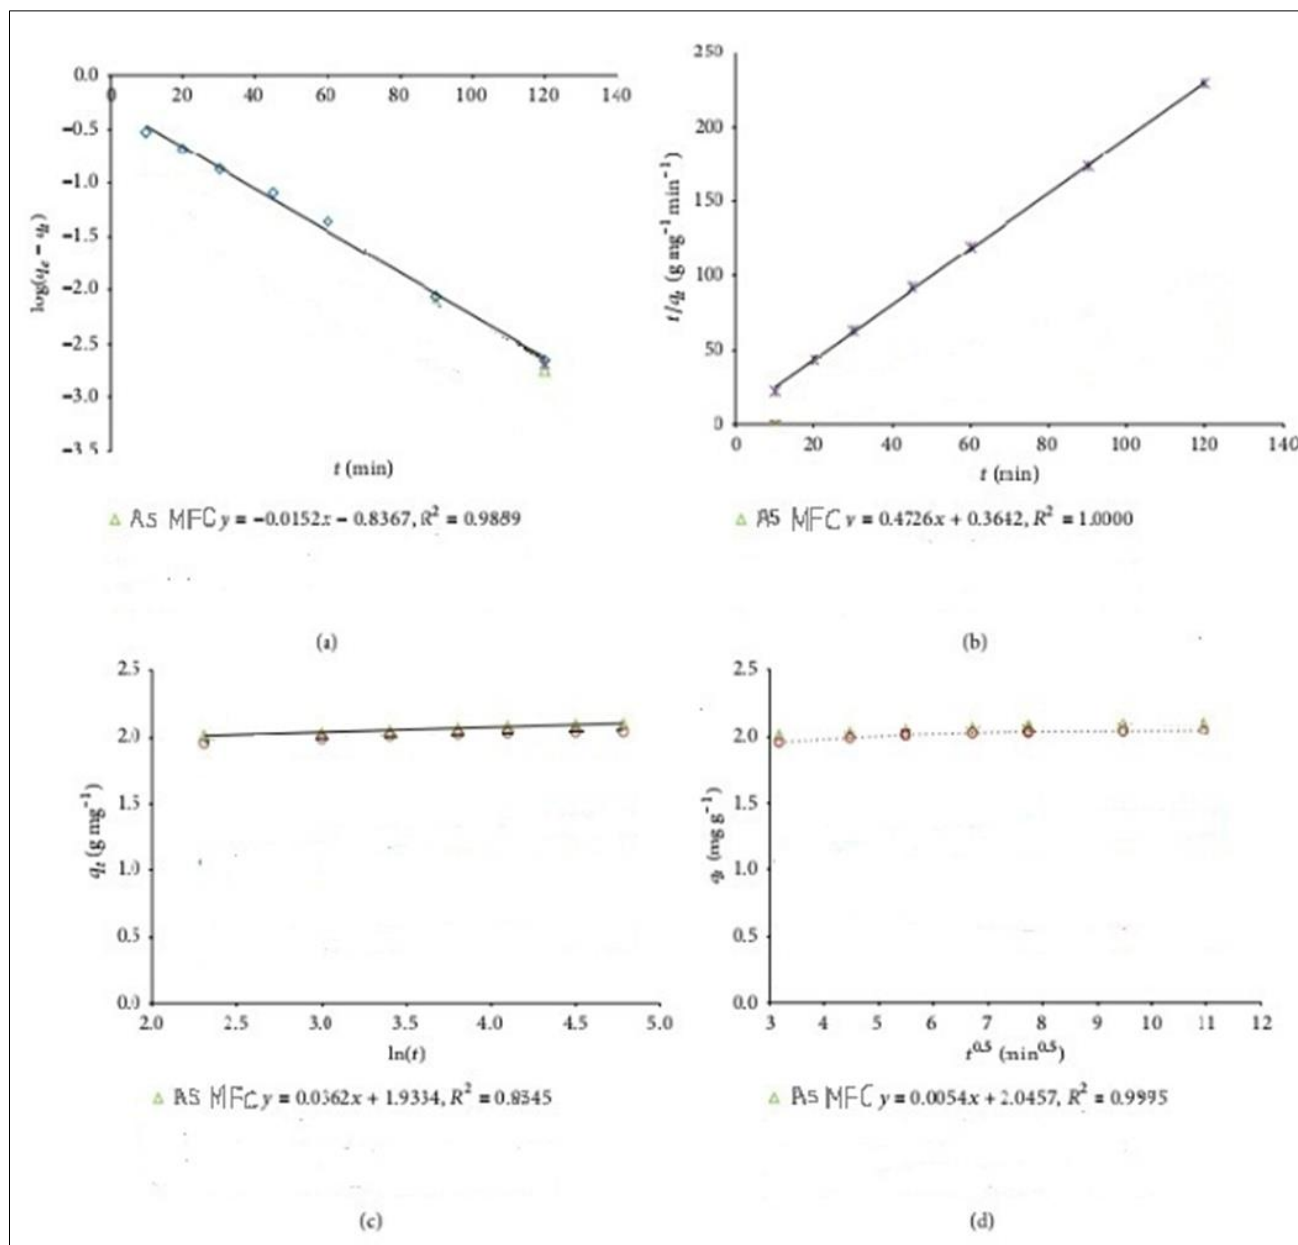 0.0
0 20 40 60 80 100 120 140
−0.5
−1.0
−1.5
−2.0
−2.5
−3.0
−3.5
log(qₑ − qₜ)
t (min)
△ As MFC y = −0.0152x − 0.8367, R² = 0.9889
(a)
250
200
150
100
50
0
0 20 40 60 80 100 120 140
t/qₜ (g mg⁻¹ min⁻¹)
t (min)
△ As MFC y = 0.4726x + 0.3642, R² = 1.0000
(b)
2.5
2.0
1.5
1.0
0.5
0.0
2.0 2.5 3.0 3.5 4.0 4.5 5.0
qₜ (g mg⁻¹)
ln(t)
△ As MFC y = 0.0362x + 1.9334, R² = 0.8545
(c)
2.5
2.0
1.5
1.0
0.5
0.0
3 4 5 6 7 8 9 10 11 12
qₜ (mg g⁻¹)
t⁰·⁵ (min⁰·⁵)
△ As MFC y = 0.0054x + 2.0457, R² = 0.9995
(d)